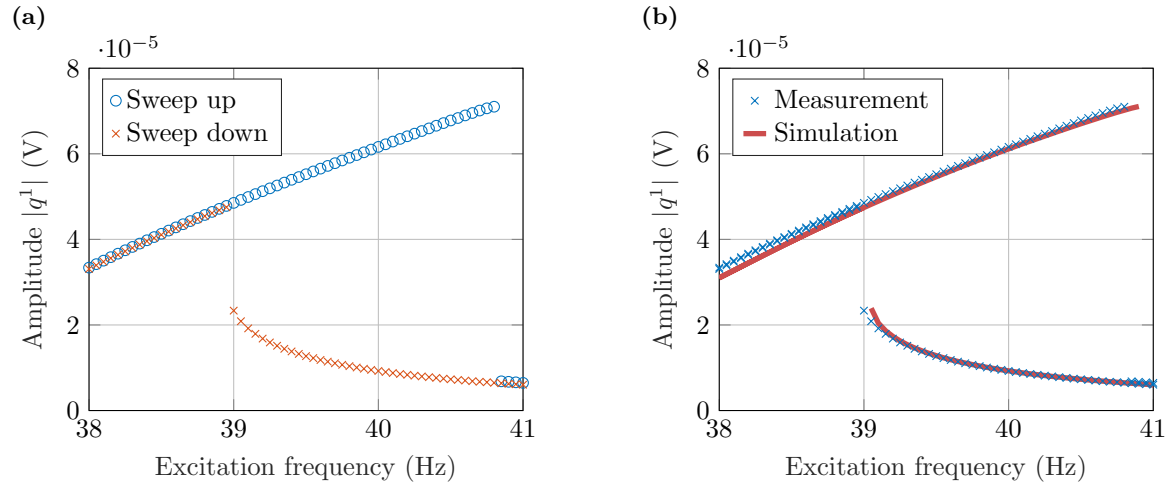 (a)
·10⁻⁵
8
6
4
2
0
Amplitude |q¹| (V)
Sweep up
Sweep down
38 39 40 41
Excitation frequency (Hz)
(b)
·10⁻⁵
8
6
4
2
0
Amplitude |q¹| (V)
Measurement
Simulation
38 39 40 41
Excitation frequency (Hz)